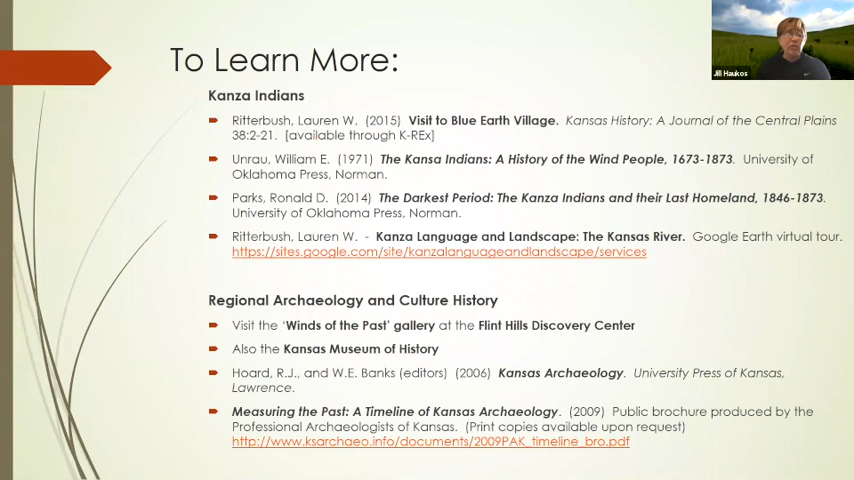 To Learn More:
Jill Haukos
Kanza Indians
Ritterbush, Lauren W. (2015) Visit to Blue Earth Village. Kansas History: A Journal of the Central Plains
38:2-21. [available through K-REx]
Unrau, William E. (1971) The Kansa Indians: A History of the Wind People, 1673-1873. University of
Oklahoma Press, Norman.
Parks, Ronald D. (2014) The Darkest Period: The Kanza Indians and their Last Homeland, 1846-1873.
University of Oklahoma Press, Norman.
Ritterbush, Lauren W. - Kanza Language and Landscape: The Kansas River. Google Earth virtual tour.
https://sites.google.com/site/kanzalanguageandlandscape/services
Regional Archaeology and Culture History
Visit the ‘Winds of the Past’ gallery at the Flint Hills Discovery Center
Also the Kansas Museum of History
Hoard, R.J., and W.E. Banks (editors) (2006) Kansas Archaeology. University Press of Kansas,
Lawrence.
Measuring the Past: A Timeline of Kansas Archaeology. (2009) Public brochure produced by the
Professional Archaeologists of Kansas. (Print copies available upon request)
http://www.ksarchaeo.info/documents/2009PAK_timeline_bro.pdf